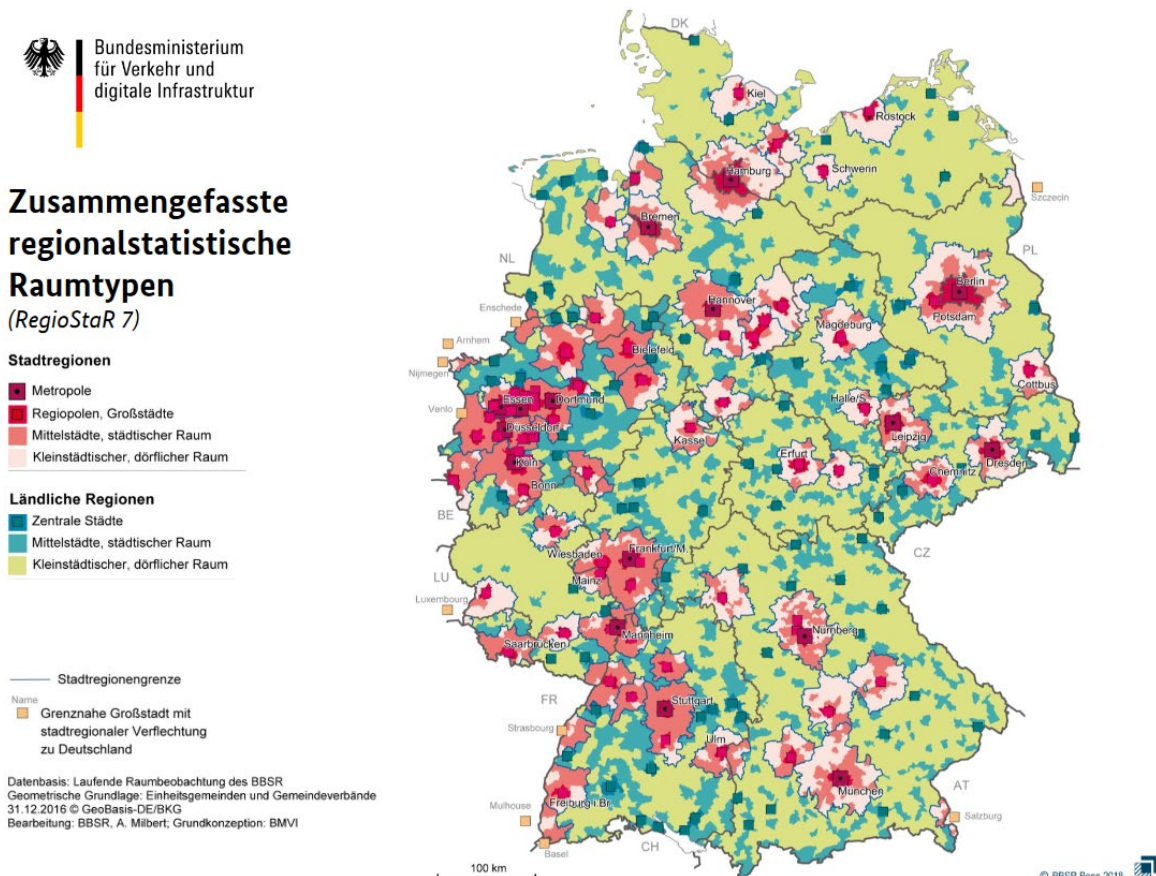 Bundesministerium
für Verkehr und
digitale Infrastruktur
Zusammengefasste
regionalstatistische
Raumtypen
(RegioStaR 7)
Stadtregionen
Metropole
Regiopolen, Großstädte
Mittelstädte, städtischer Raum
Kleinstädtischer, dörflicher Raum
Ländliche Regionen
Zentrale Städte
Mittelstädte, städtischer Raum
Kleinstädtischer, dörflicher Raum
Stadtregionengrenze
Name
Grenznahe Großstadt mit
stadtregionaler Verflechtung
zu Deutschland
Datenbasis: Laufende Raumbeobachtung des BBSR
Geometrische Grundlage: Einheitsgemeinden und Gemeindeverbände
31.12.2016 © GeoBasis-DE/BKG
Bearbeitung: BBSR, A. Milbert; Grundkonzeption: BMVI
DK
Kiel
Rostock
Hamburg
Schwerin
Szczecin
Bremen
NL
PL
Berlin
Potsdam
Hannover
Enschede
Magdeburg
Arnhem
Bielefeld
Nijmegen
Cottbus
Essen
Dortmund
Halle/S.
Venlo
Düsseldorf
Leipzig
Kassel
Erfurt
Dresden
Köln
Chemnitz
Bonn
BE
CZ
Wiesbaden
Frankfurt/M.
Mainz
LU
Luxembourg
Nürnberg
Mannheim
Saarbrücken
FR
Stuttgart
Strasbourg
Ulm
München
AT
Freiburg i.Br.
Mulhouse
Salzburg
Basel
CH
100 km
© BBSR Bonn 2018